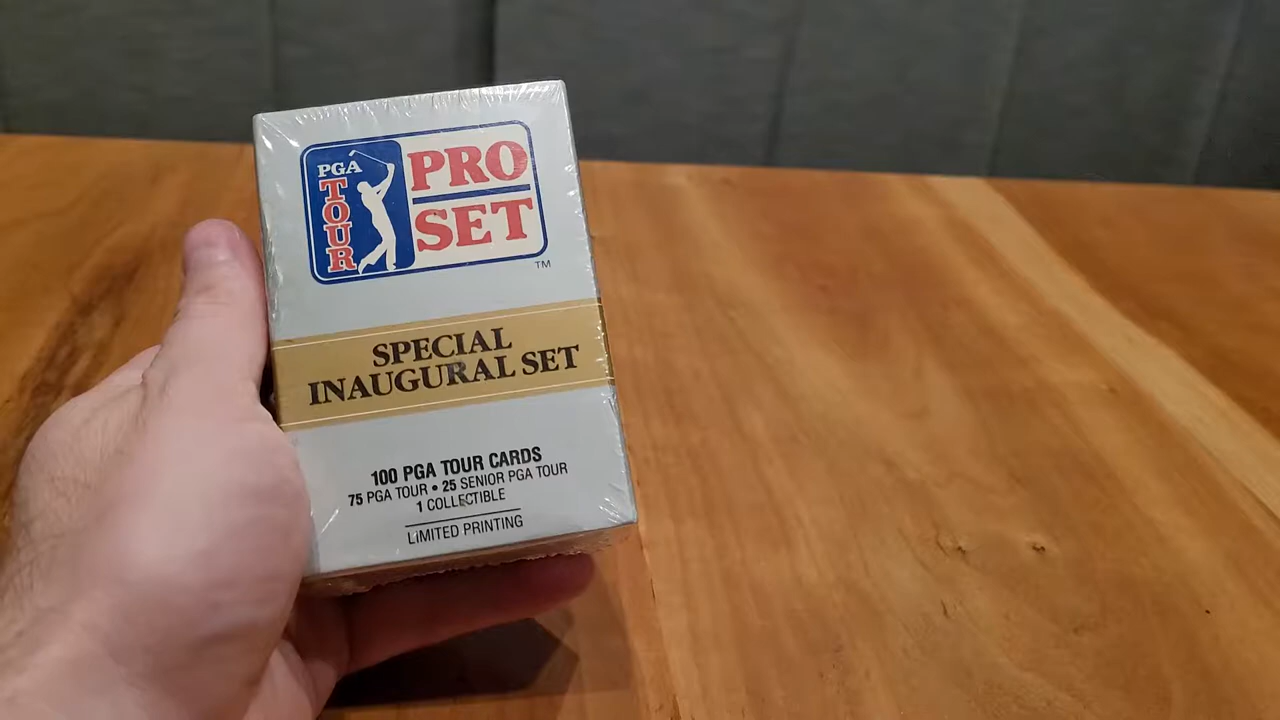 PGA
TOUR
PRO
SET
TM
SPECIAL
INAUGURAL SET
100 PGA TOUR CARDS
75 PGA TOUR • 25 SENIOR PGA TOUR
1 COLLECTIBLE
LIMITED PRINTING